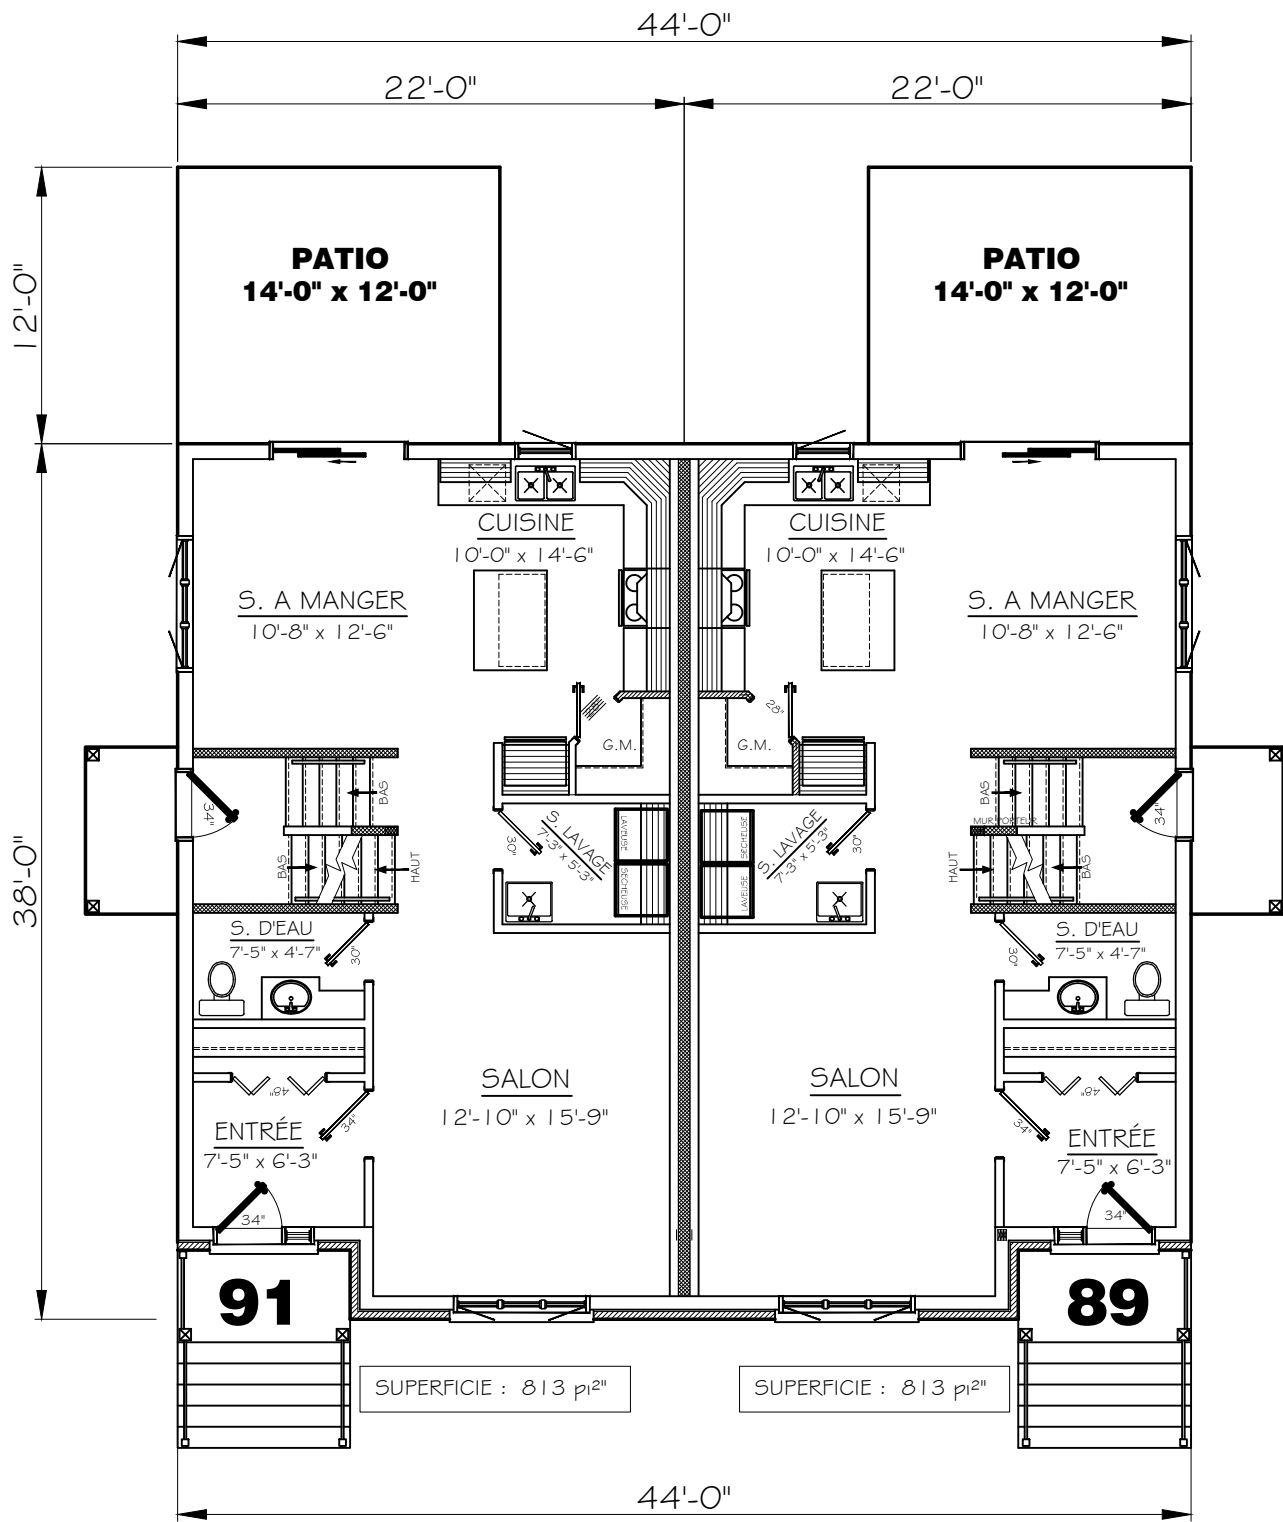 44'-0"
22'-0" 22'-0"
12'-0"
PATIO
14'-0" x 12'-0"
PATIO
14'-0" x 12'-0"
38'-0"
CUISINE
10'-0" x 14'-6"
CUISINE
10'-0" x 14'-6"
S. A MANGER
10'-8" x 12'-6"
S. A MANGER
10'-8" x 12'-6"
28"
G.M.
G.M.
34"
BAS
BAS
HAUT
BAS
MUR PORTEUR
HAUT
BAS
34"
30"
S. LAVAGE
7'-3" x 5'-3"
LAVEUSE
SECHEUSE
SECHEUSE
LAVEUSE
S. LAVAGE
7'-3" x 5'-3"
30"
S. D'EAU
7'-5" x 4'-7"
30"
S. D'EAU
7'-5" x 4'-7"
30"
48"
48"
SALON
12'-10" x 15'-9"
SALON
12'-10" x 15'-9"
34"
34"
ENTRÉE
7'-5" x 6'-3"
ENTRÉE
7'-5" x 6'-3"
34"
34"
91
89
SUPERFICIE : 813 pi²"
SUPERFICIE : 813 pi²"
44'-0"